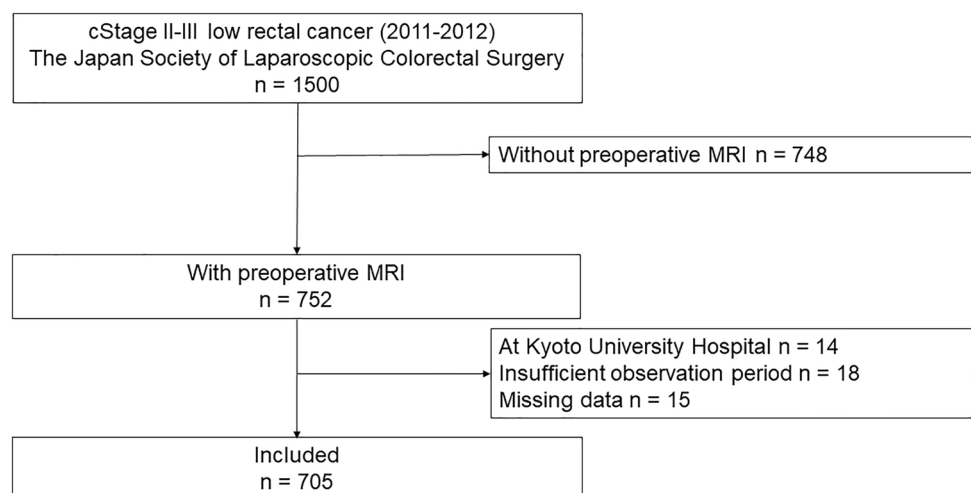 cStage II-III low rectal cancer (2011-2012)
The Japan Society of Laparoscopic Colorectal Surgery
n = 1500
Without preoperative MRI n = 748
With preoperative MRI
n = 752
At Kyoto University Hospital n = 14
Insufficient observation period n = 18
Missing data n = 15
Included
n = 705